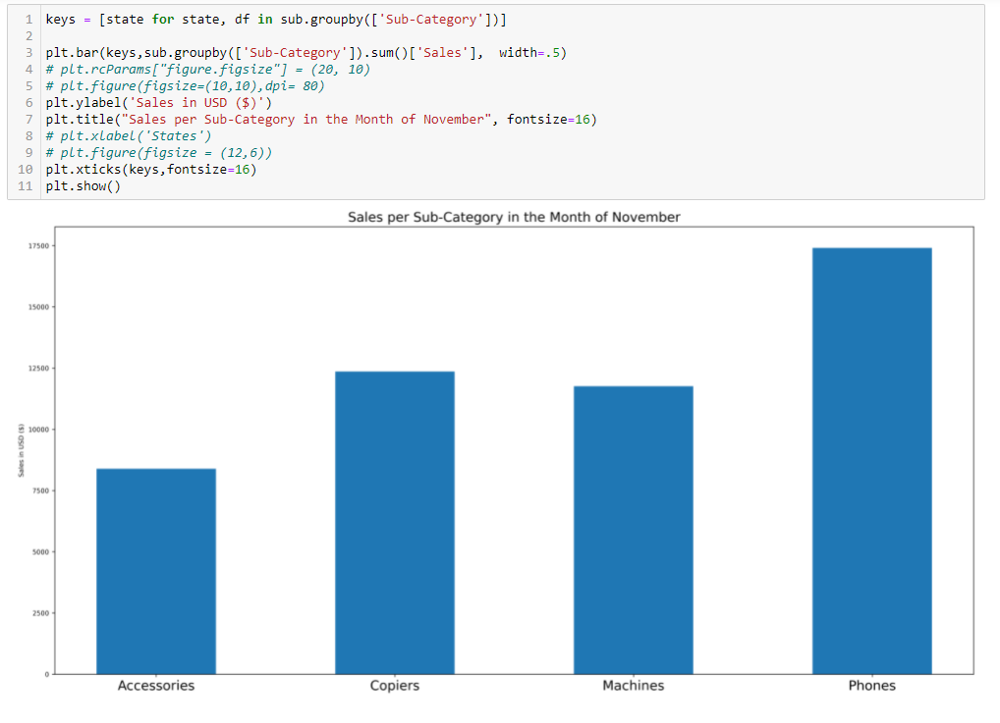 1 keys = [state for state, df in sub.groupby(['Sub-Category'])]
2
3 plt.bar(keys,sub.groupby(['Sub-Category']).sum()['Sales'],  width=.5)
4 # plt.rcParams["figure.figsize"] = (20, 10)
5 # plt.figure(figsize=(10,10),dpi= 80)
6 plt.ylabel('Sales in USD ($)')
7 plt.title("Sales per Sub-Category in the Month of November", fontsize=16)
8 # plt.xlabel('States')
9 # plt.figure(figsize = (12,6))
10 plt.xticks(keys,fontsize=16)
11 plt.show()
Sales per Sub-Category in the Month of November
17500
15000
12500
10000
7500
5000
2500
0
Sales in USD ($)
Accessories Copiers Machines Phones